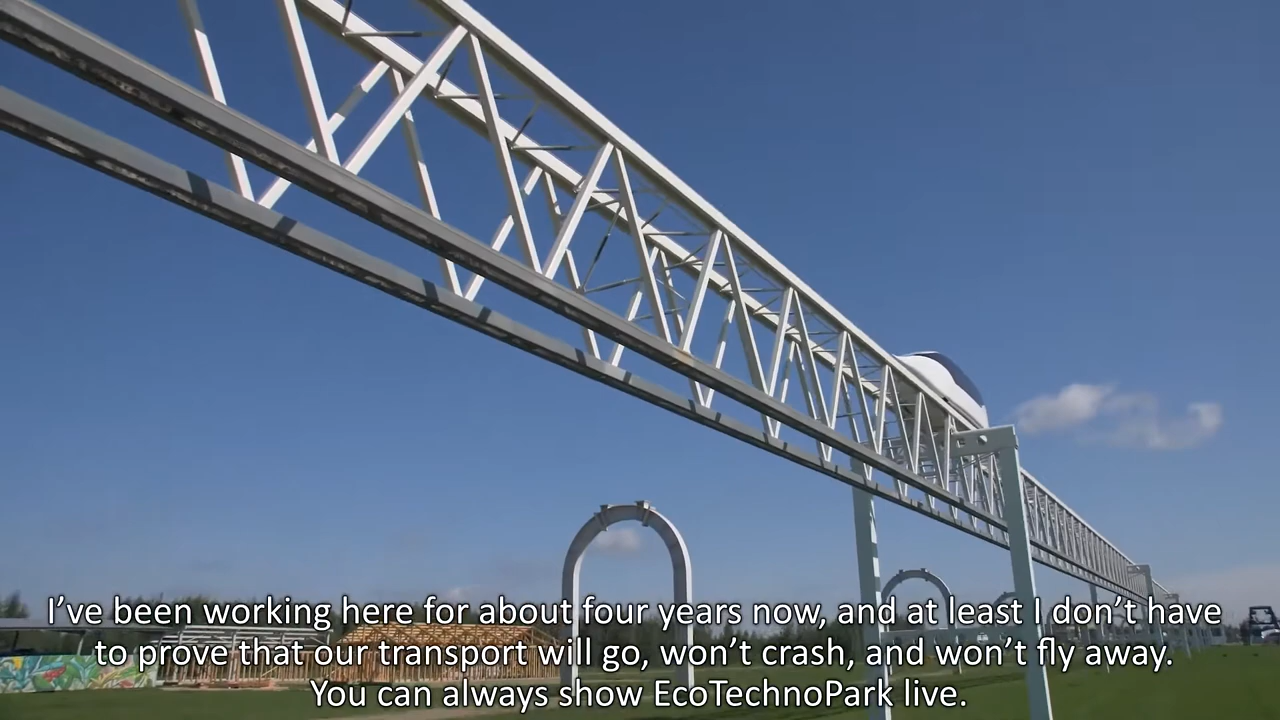 I’ve been working here for about four years now, and at least I don’t have
to prove that our transport will go, won’t crash, and won’t fly away.
You can always show EcoTechnoPark live.